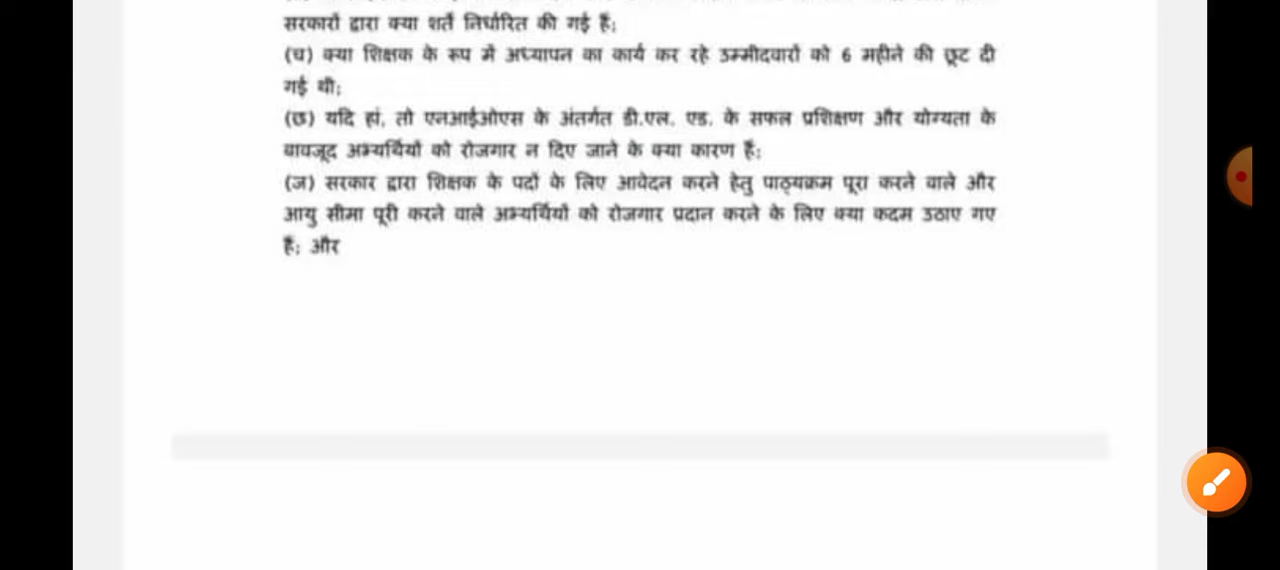 सरकारों द्वारा क्या शर्तें निर्धारित की गई हैं;
(च) क्या शिक्षक के रूप में अध्यापन का कार्य कर रहे उम्मीदवारों को 6 महीने की छूट दी
गई थी;
(छ) यदि हां, तो एनआईओएस के अंतर्गत डी.एल. एड. के सफल प्रशिक्षण और योग्यता के
बावजूद अभ्यर्थियों को रोजगार न दिए जाने के क्या कारण हैं;
(ज) सरकार द्वारा शिक्षक के पदों के लिए आवेदन करने हेतु पाठ्यक्रम पूरा करने वाले और
आयु सीमा पूरी करने वाले अभ्यर्थियों को रोजगार प्रदान करने के लिए क्या कदम उठाए गए
हैं; और